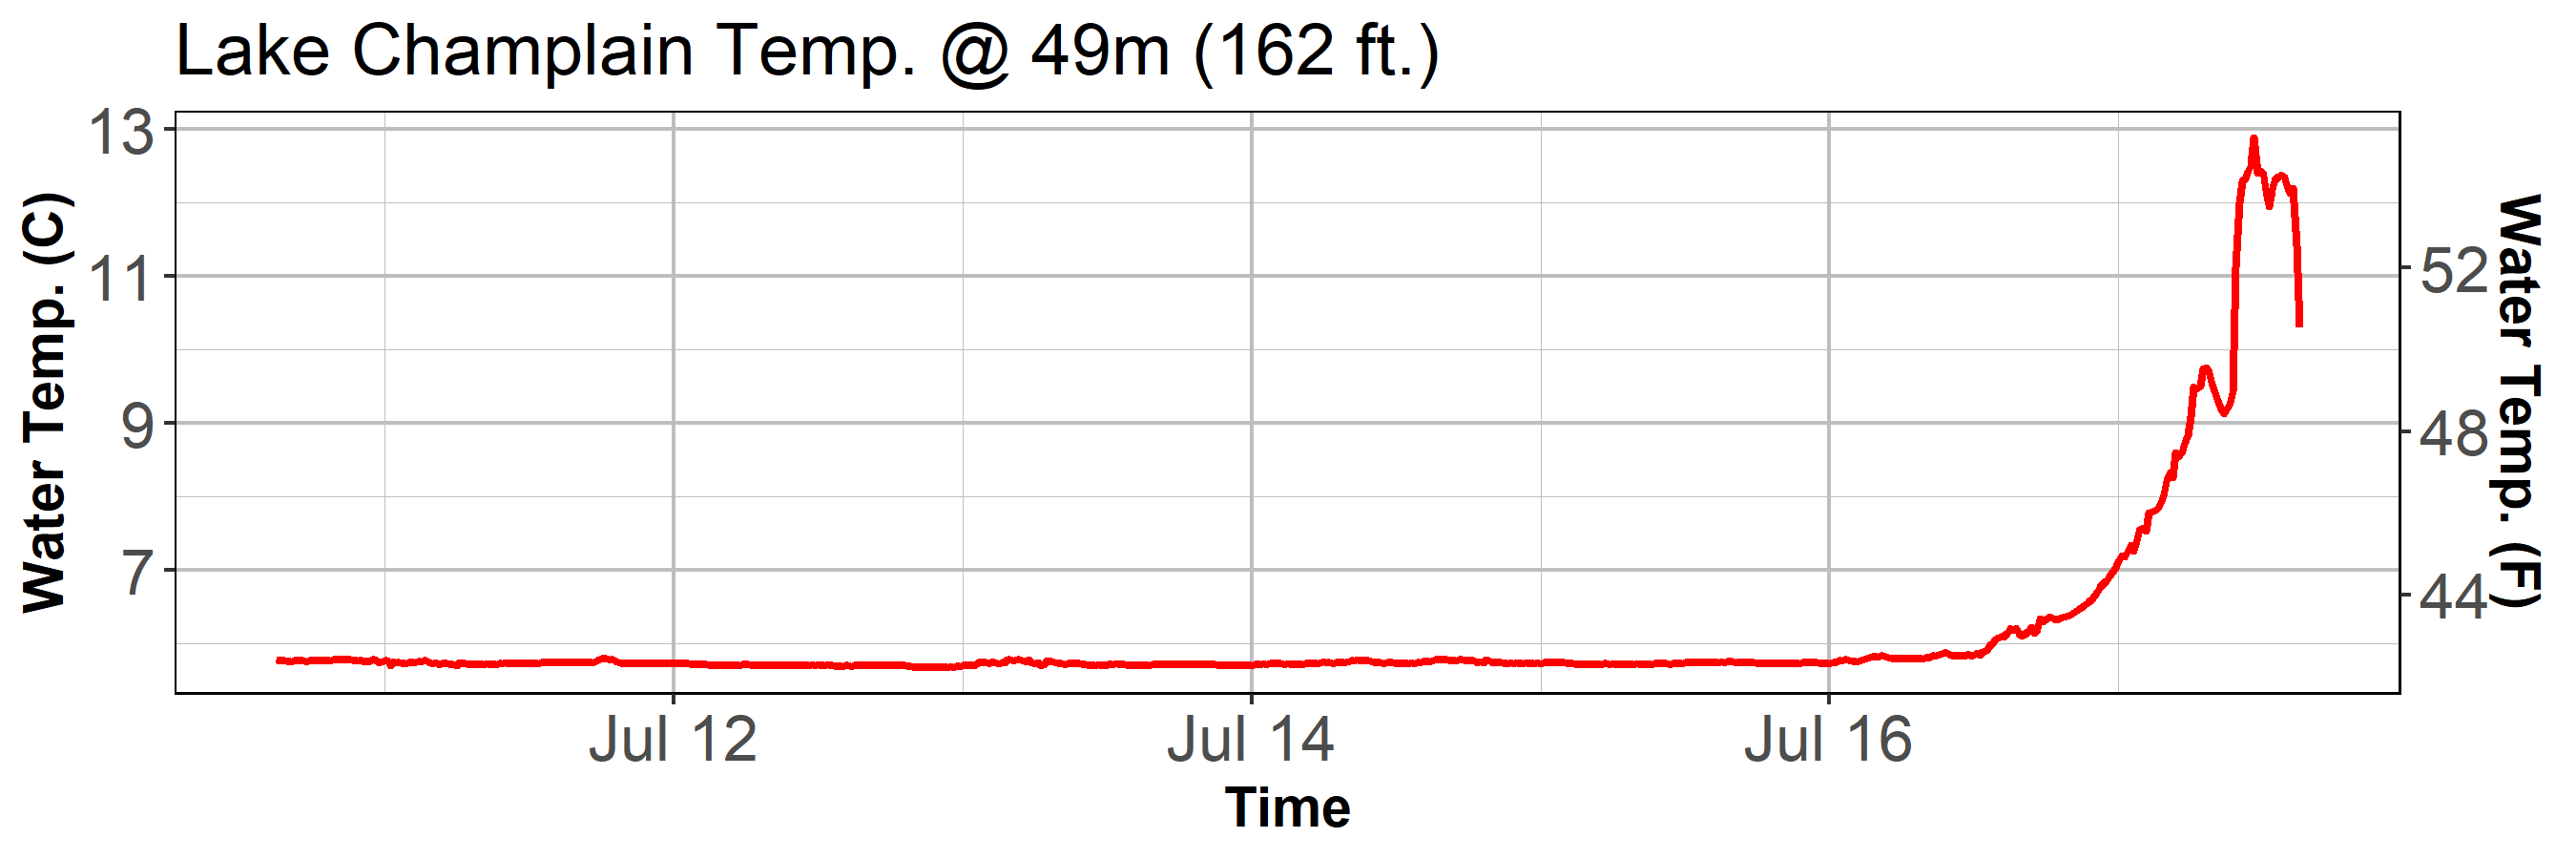 Lake Champlain Temp. @ 49m (162 ft.)
Water Temp. (C)
13
11
9
7
52
48
44
Water Temp. (F)
Jul 12
Jul 14
Jul 16
Time